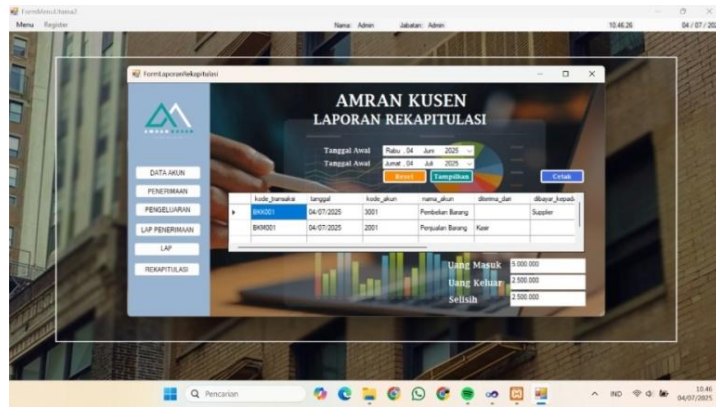 FormMenuUtama2
Menu Register Nama: Admin Jabatan: Admin 10.46.26 04 / 07 / 202
FormLaporanRekapitulasi
AMRAN KUSEN
AMRAN KUSEN
LAPORAN REKAPITULASI
Tanggal Awal Rabu , 04 Juni 2025
Tanggal Awal Jumat , 04 Juli 2025
Reset Tampilkan Cetak
DATA AKUN
PENERIMAAN
PENGELUARAN
LAP PENERIMAAN
LAP
REKAPITULASI
kode_transaksi tanggal kode_akun nama_akun diterima_dari dibayar_kepada
BKK001 04/07/2025 3001 Pembelian Barang Supplier
BKM001 04/07/2025 2001 Penjualan Barang Kasir
Uang Masuk 5.000.000
Uang Keluar 2.500.000
Selisih 2.500.000
Pencarian IND 10.46
04/07/2025